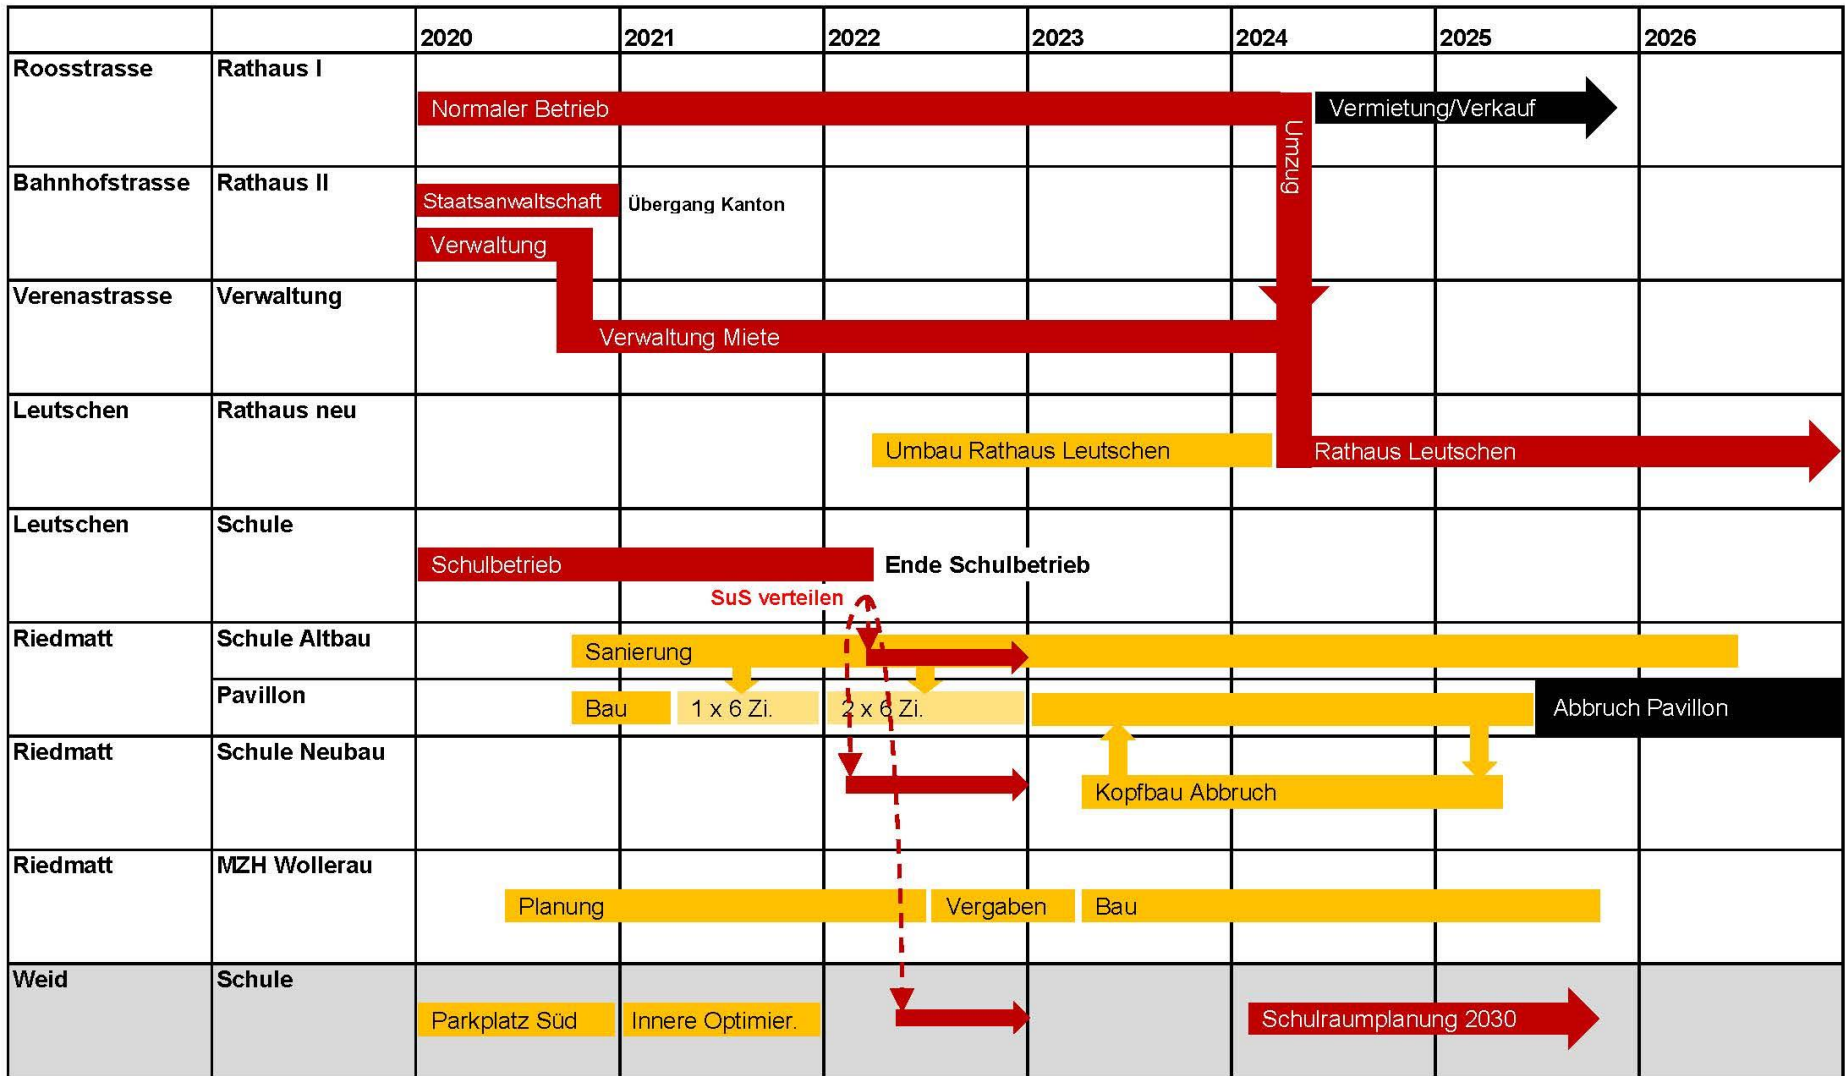 2020 2021 2022 2023 2024 2025 2026
Roosstrasse Rathaus I
Normaler Betrieb Vermietung/Verkauf
Umzug
Bahnhofstrasse Rathaus II
Staatsanwaltschaft Übergang Kanton
Verwaltung
Verenastrasse Verwaltung
Verwaltung Miete
Leutschen Rathaus neu
Umbau Rathaus Leutschen Rathaus Leutschen
Leutschen Schule
Schulbetrieb Ende Schulbetrieb
SuS verteilen
Riedmatt Schule Altbau
Sanierung
Pavillon
Bau 1 x 6 Zi. 2 x 6 Zi. Abbruch Pavillon
Riedmatt Schule Neubau
Kopfbau Abbruch
Riedmatt MZH Wollerau
Planung Vergaben Bau
Weid Schule
Parkplatz Süd Innere Optimier. Schulraumplanung 2030